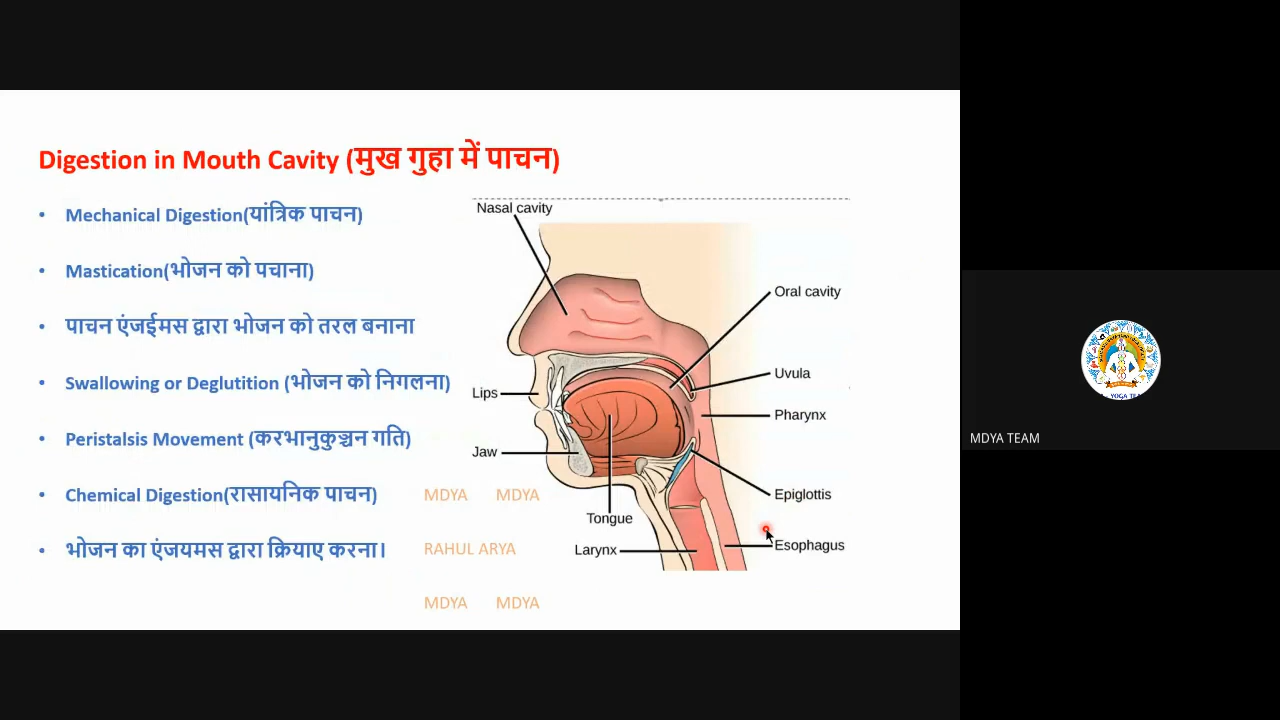 Digestion in Mouth Cavity (मुख गुहा में पाचन)
• Mechanical Digestion(यांत्रिक पाचन)
• Mastication(भोजन को पचाना)
• पाचन एंजईमस द्वारा भोजन को तरल बनाना
• Swallowing or Deglutition (भोजन को निगलना)
• Peristalsis Movement (करभानुकुञ्चन गति)
• Chemical Digestion(रासायनिक पाचन)
• भोजन का एंजयमस द्वारा क्रियाए करना।
MDYA MDYA
RAHUL ARYA
MDYA MDYA
Nasal cavity
Oral cavity
Uvula
Lips
Pharynx
Jaw
Epiglottis
Tongue
Larynx
Esophagus
MDYA TEAM